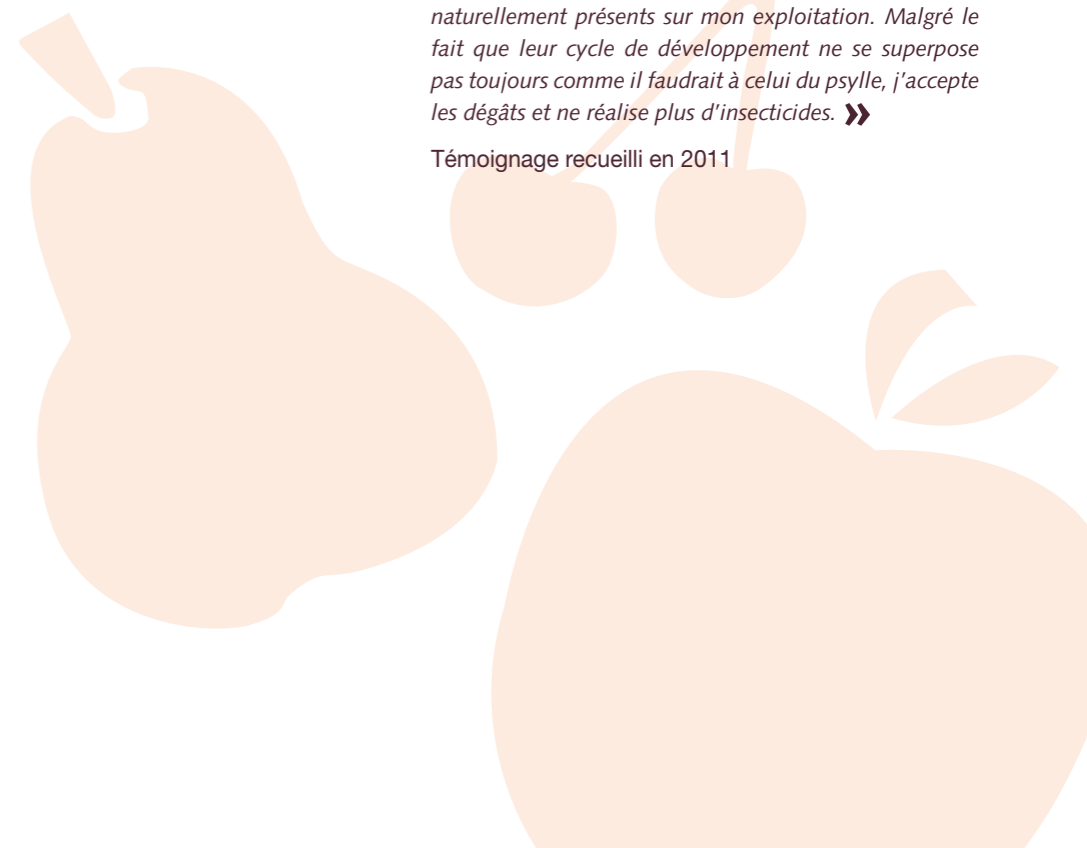 naturellement présents sur mon exploitation. Malgré le
fait que leur cycle de développement ne se superpose
pas toujours comme il faudrait à celui du psylle, j’accepte
les dégâts et ne réalise plus d’insecticides. »
Témoignage recueilli en 2011